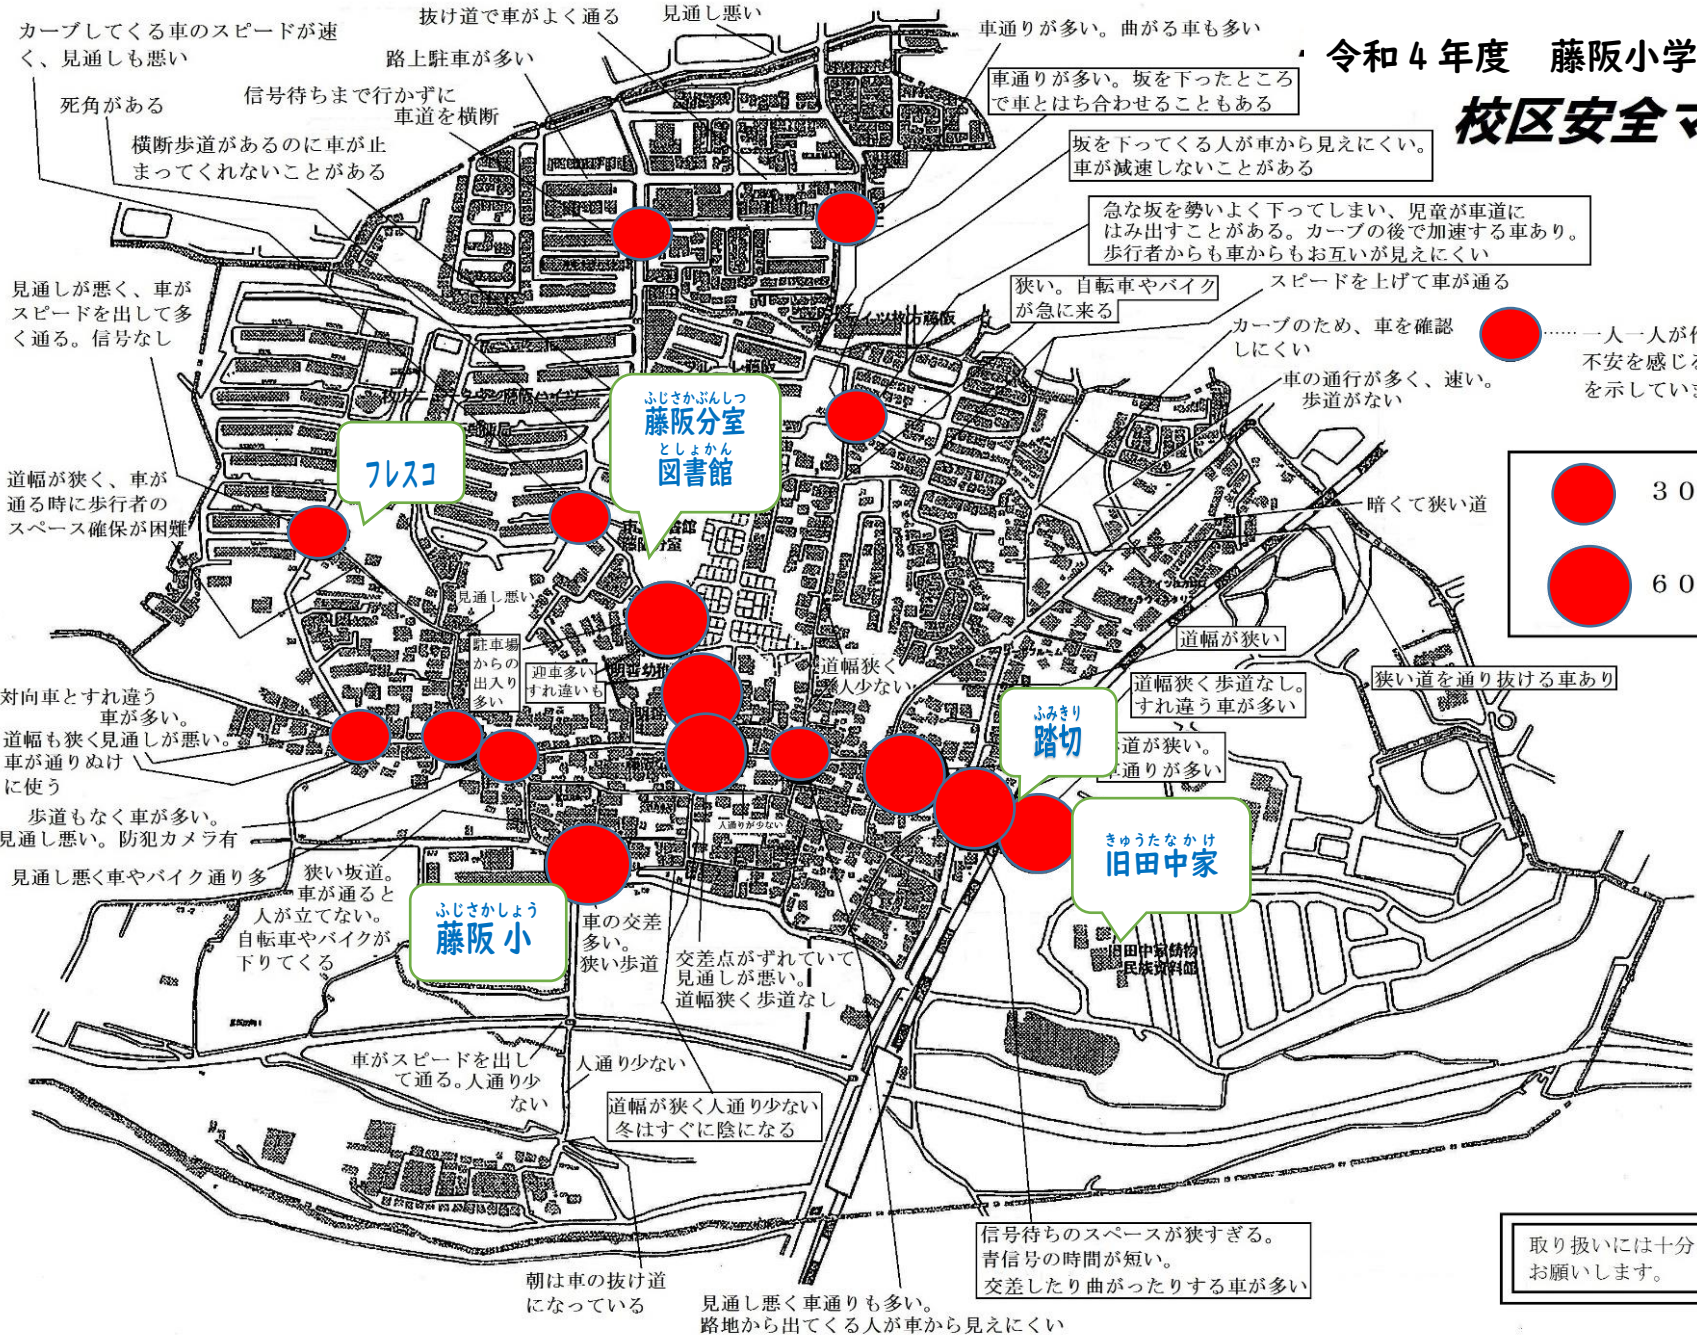 カーブしてくる車のスピードが速
く、見通しも悪い
抜け道で車がよく通る
見通し悪い
車通りが多い。曲がる車も多い
令和４年度　藤阪小学
校区安全マ
死角がある
路上駐車が多い
信号待ちまで行かずに
車道を横断
横断歩道があるのに車が止
まってくれないことがある
車通りが多い。坂を下ったところ
で車とはち合わせることもある
坂を下ってくる人が車から見えにくい。
車が減速しないことがある
急な坂を勢いよく下ってしまい、児童が車道に
はみ出すことがある。カーブの後で加速する車あり。
歩行者からも車からもお互いが見えにくい
見通しが悪く、車が
スピードを出して多
く通る。信号なし
狭い。自転車やバイク
が急に来る
スピードを上げて車が通る
カーブのため、車を確認
しにくい
一人一人が
不安を感じる
を示していま
車の通行が多く、速い。
歩道がない
ふじさかぶんしつ
藤阪分室
としょかん
図書館
フレスコ
道幅が狭く、車が
通る時に歩行者の
スペース確保が困難
暗くて狭い道
３０
６０
見通し悪い
駐車場
からの
出入り
多い
迎車多い
すれ違いも
道幅狭く
人少ない
道幅が狭い
道幅狭く歩道なし。
すれ違う車が多い
狭い道を通り抜ける車あり
ふみきり
踏切
道が狭い。
通りが多い
対向車とすれ違う
車が多い。
道幅も狭く見通しが悪い。
車が通りぬけ
に使う
歩道もなく車が多い。
見通し悪い。防犯カメラ有
見通し悪く車やバイク通り多
人通りが少ない
狭い坂道。
車が通ると
人が立てない。
自転車やバイクが
下りてくる
ふじさかしょう
藤阪小
きゅうたなかけ
旧田中家
旧田中家鋳物
民族資料館
車の交差
多い。
狭い歩道
交差点がずれていて
見通しが悪い。
道幅狭く歩道なし
車がスピードを出し
て通る。人通り少
ない
人通り少ない
道幅が狭く人通り少ない
冬はすぐに陰になる
朝は車の抜け道
になっている
見通し悪く車通りも多い。
路地から出てくる人が車から見えにくい
信号待ちのスペースが狭すぎる。
青信号の時間が短い。
交差したり曲がったりする車が多い
取り扱いには十分
お願いします。